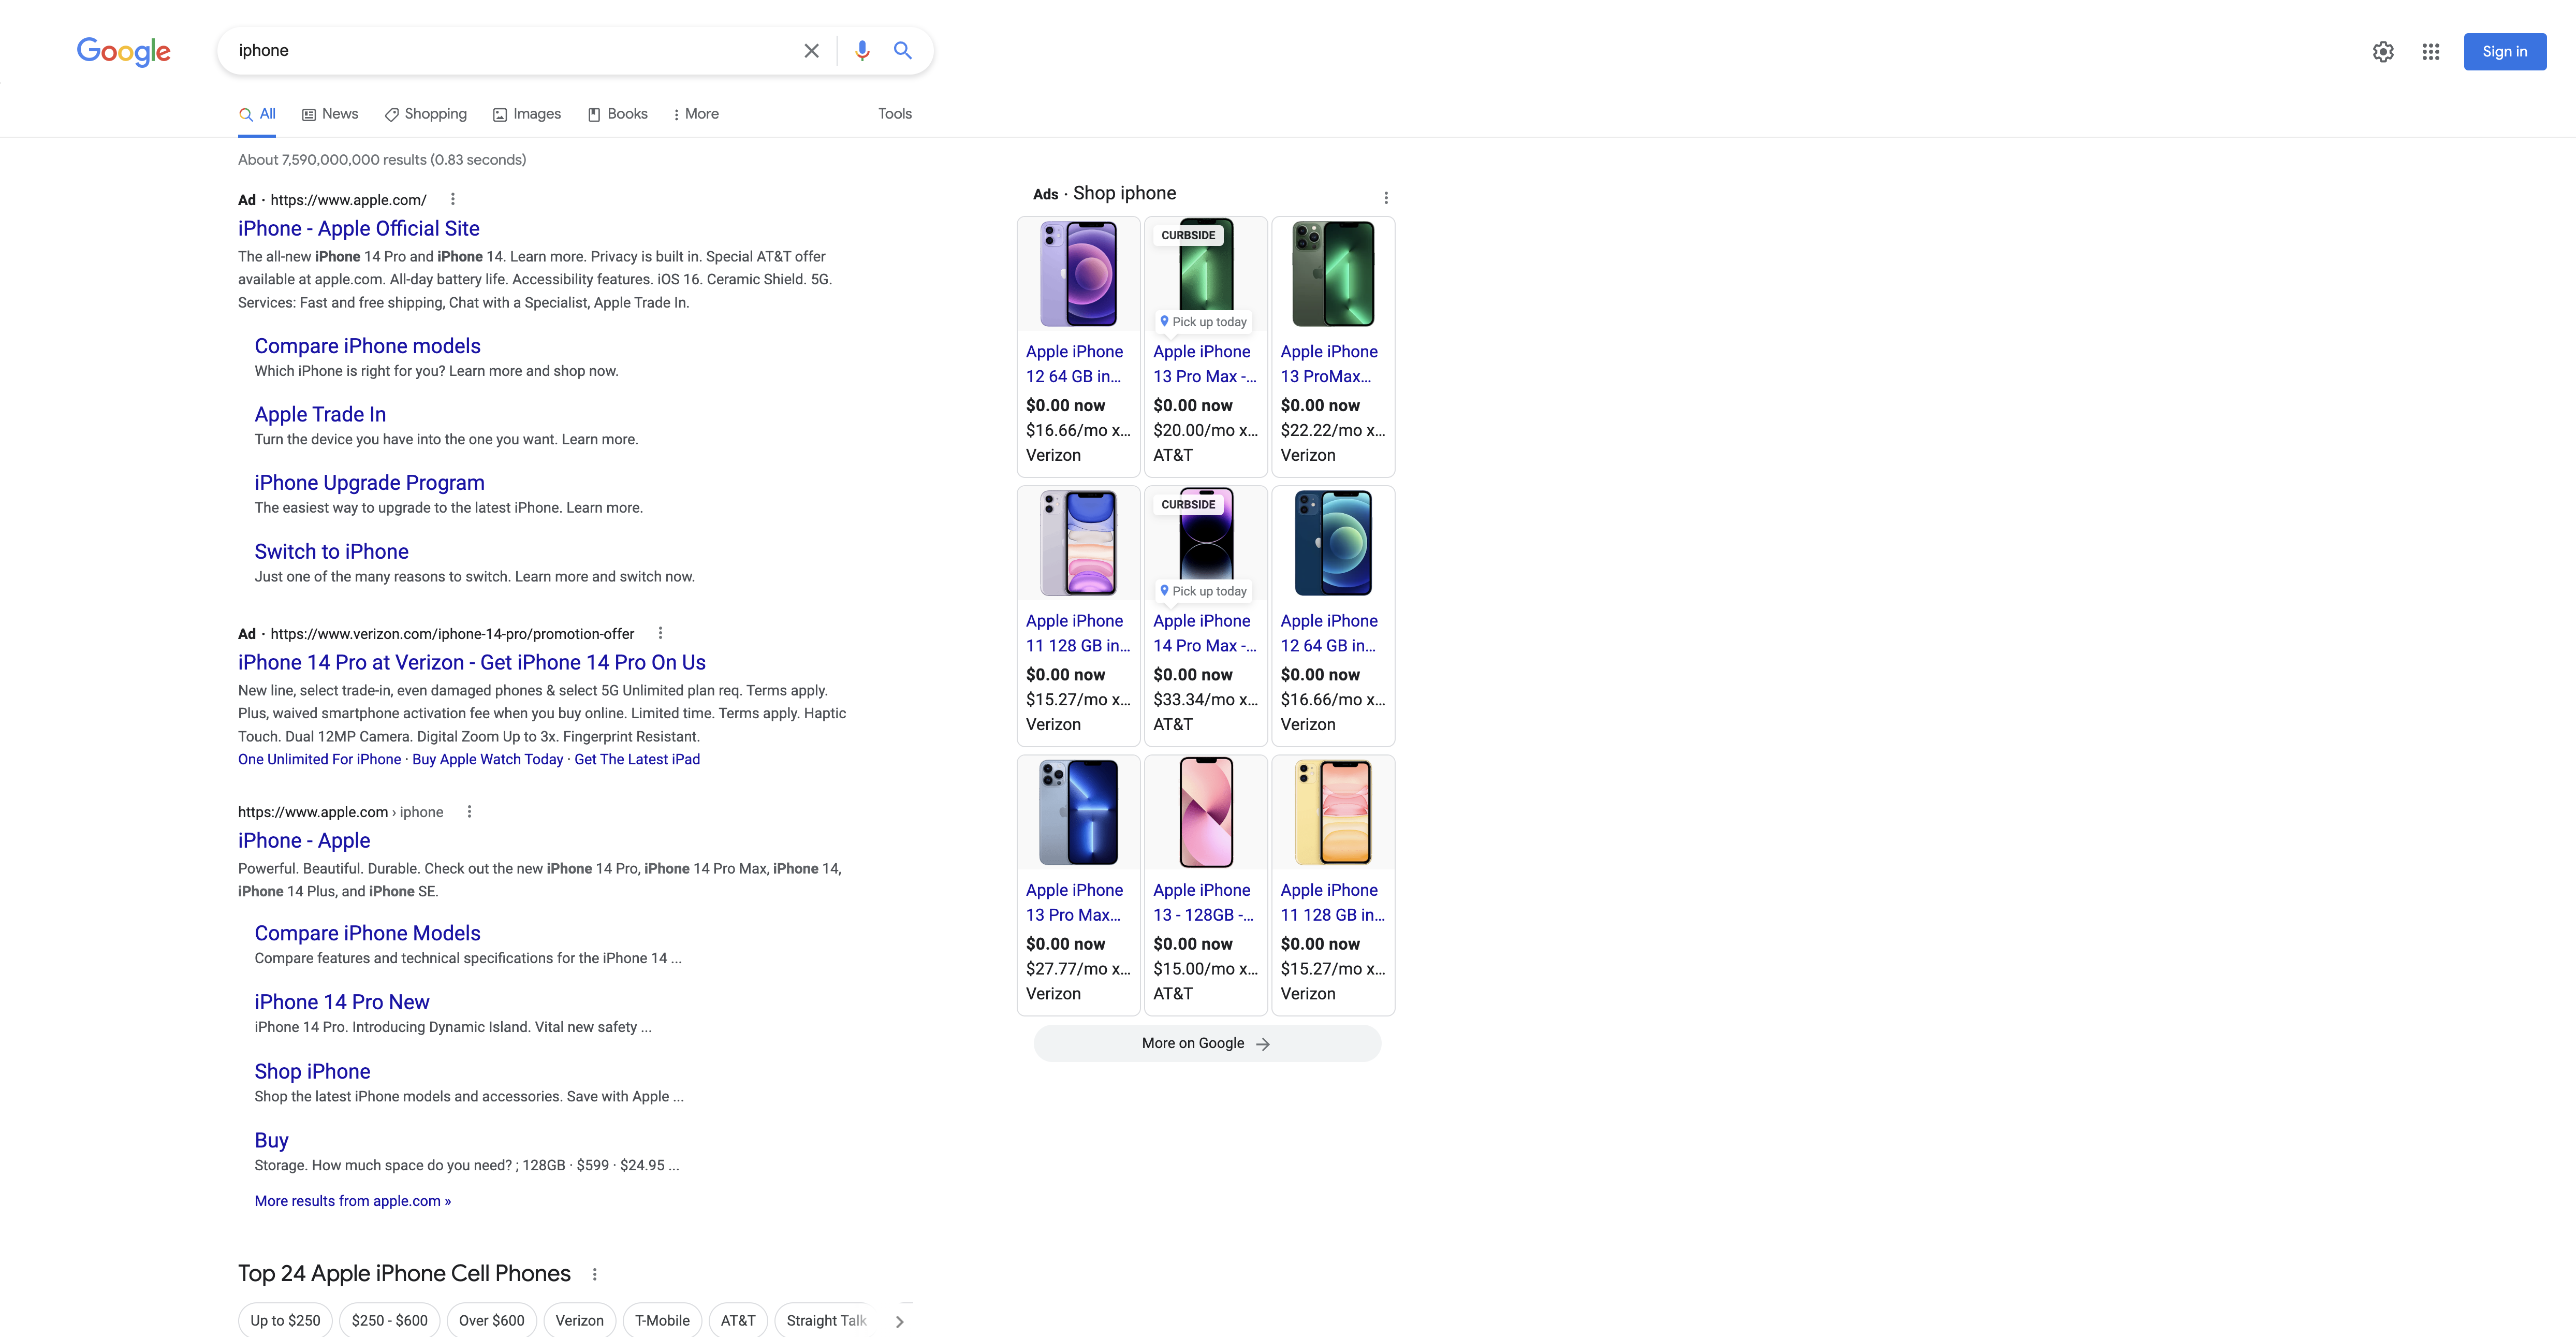 Google
iphone
Sign in
All
News
Shopping
Images
Books
More
Tools
About 7,590,000,000 results (0.83 seconds)
Ad · https://www.apple.com/
iPhone - Apple Official Site
The all-new iPhone 14 Pro and iPhone 14. Learn more. Privacy is built in. Special AT&T offer
available at apple.com. All-day battery life. Accessibility features. iOS 16. Ceramic Shield. 5G.
Services: Fast and free shipping, Chat with a Specialist, Apple Trade In.
Compare iPhone models
Which iPhone is right for you? Learn more and shop now.
Apple Trade In
Turn the device you have into the one you want. Learn more.
iPhone Upgrade Program
The easiest way to upgrade to the latest iPhone. Learn more.
Switch to iPhone
Just one of the many reasons to switch. Learn more and switch now.
Ad · https://www.verizon.com/iphone-14-pro/promotion-offer
iPhone 14 Pro at Verizon - Get iPhone 14 Pro On Us
New line, select trade-in, even damaged phones & select 5G Unlimited plan req. Terms apply.
Plus, waived smartphone activation fee when you buy online. Limited time. Terms apply. Haptic
Touch. Dual 12MP Camera. Digital Zoom Up to 3x. Fingerprint Resistant.
One Unlimited For iPhone · Buy Apple Watch Today · Get The Latest iPad
https://www.apple.com › iphone
iPhone - Apple
Powerful. Beautiful. Durable. Check out the new iPhone 14 Pro, iPhone 14 Pro Max, iPhone 14,
iPhone 14 Plus, and iPhone SE.
Compare iPhone Models
Compare features and technical specifications for the iPhone 14 ...
iPhone 14 Pro New
iPhone 14 Pro. Introducing Dynamic Island. Vital new safety ...
Shop iPhone
Shop the latest iPhone models and accessories. Save with Apple ...
Buy
Storage. How much space do you need? ; 128GB · $599 · $24.95 ...
More results from apple.com »
Top 24 Apple iPhone Cell Phones
Up to $250
$250 - $600
Over $600
Verizon
T-Mobile
AT&T
Straight Talk
Ads · Shop iphone
Apple iPhone
12 64 GB in...
$0.00 now
$16.66/mo x...
Verizon
CURBSIDE
Pick up today
Apple iPhone
13 Pro Max -...
$0.00 now
$20.00/mo x...
AT&T
Apple iPhone
13 ProMax...
$0.00 now
$22.22/mo x...
Verizon
Apple iPhone
11 128 GB in...
$0.00 now
$15.27/mo x...
Verizon
CURBSIDE
Pick up today
Apple iPhone
14 Pro Max -...
$0.00 now
$33.34/mo x...
AT&T
Apple iPhone
12 64 GB in...
$0.00 now
$16.66/mo x...
Verizon
Apple iPhone
13 Pro Max...
$0.00 now
$27.77/mo x...
Verizon
Apple iPhone
13 - 128GB -...
$0.00 now
$15.00/mo x...
AT&T
Apple iPhone
11 128 GB in...
$0.00 now
$15.27/mo x...
Verizon
More on Google